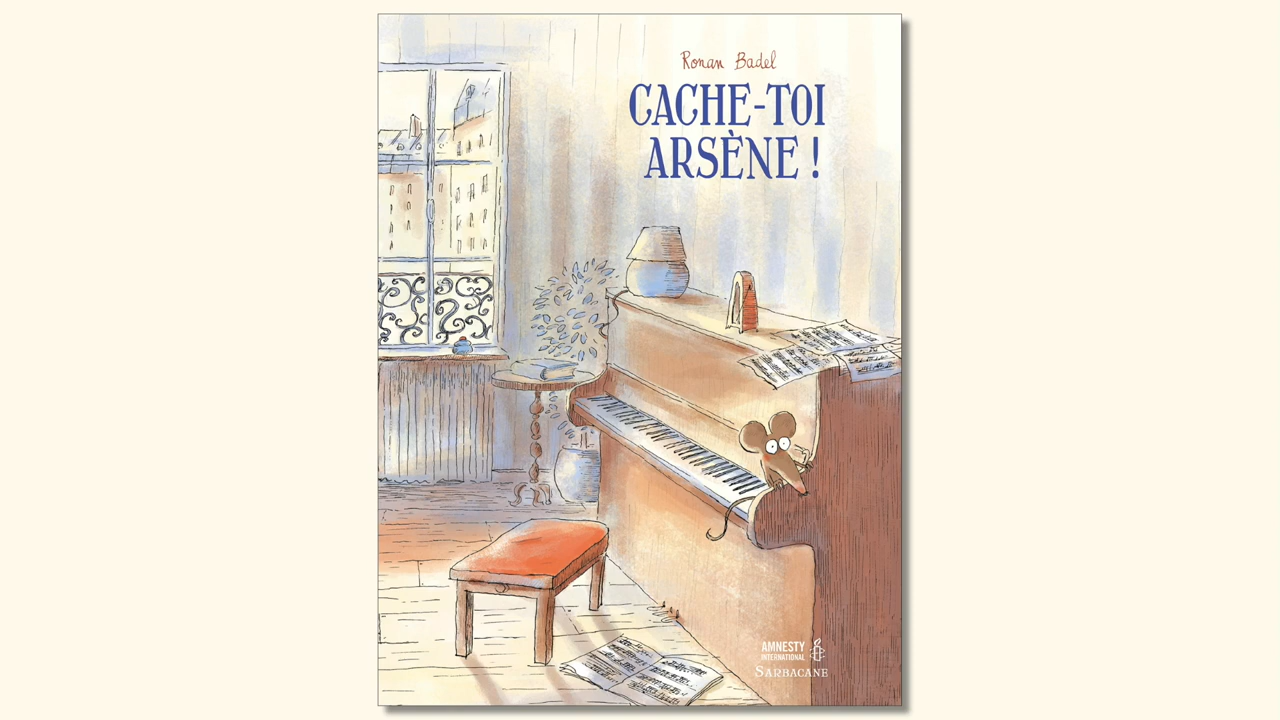 Ronan Badel
CACHE-TOI
ARSÈNE !
AMNESTY
INTERNATIONAL
SARBACANE